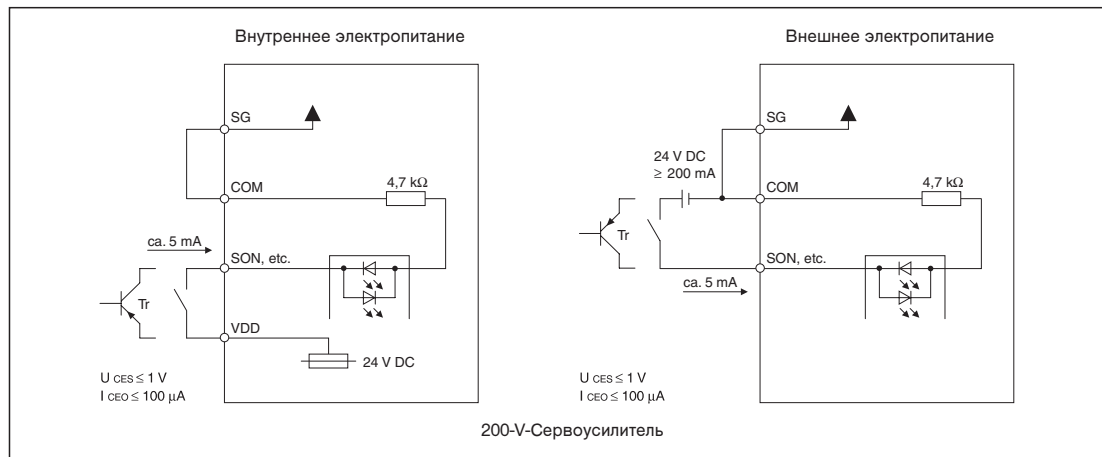 Внутреннее электропитание
SG
COM
4,7 kΩ
ca. 5 mA
SON, etc.
Tr
VDD
24 V DC
U CES ≤ 1 V
I CEO ≤ 100 µA
Внешнее электропитание
SG
24 V DC
≥ 200 mA
COM
4,7 kΩ
Tr
SON, etc.
ca. 5 mA
U CES ≤ 1 V
I CEO ≤ 100 µA
200-V-Сервоусилитель